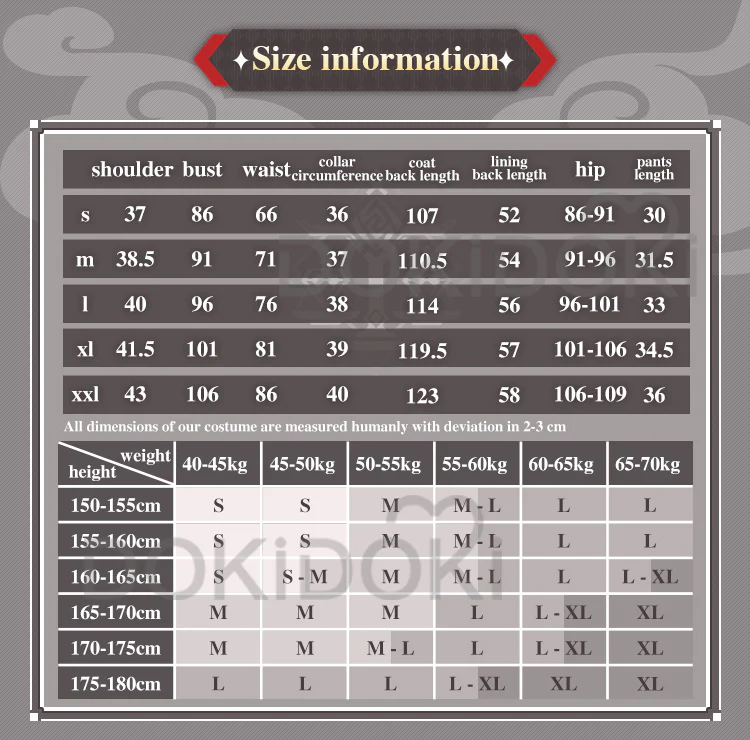 Size information
shoulder bust waist collar circumference coat back length lining back length hip pants length
s 37 86 66 36 107 52 86-91 30
m 38.5 91 71 37 110.5 54 91-96 31.5
l 40 96 76 38 114 56 96-101 33
xl 41.5 101 81 39 119.5 57 101-106 34.5
xxl 43 106 86 40 123 58 106-109 36
All dimensions of our costume are measured humanly with deviation in 2-3 cm
height weight 40-45kg 45-50kg 50-55kg 55-60kg 60-65kg 65-70kg
150-155cm S S M M - L L L
155-160cm S S M M - L L L
160-165cm S S - M M M - L L L - XL
165-170cm M M M L L - XL XL
170-175cm M M M - L L L - XL XL
175-180cm L L L L - XL XL XL
DOKiDOKi
DOKiDOKi